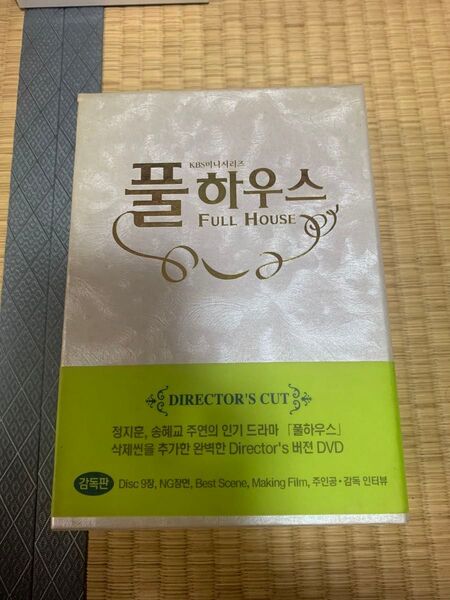 KBS미니시리즈
풀하우스
FULL HOUSE
DIRECTOR'S CUT
정지훈, 송혜교 주연의 인기 드라마 「풀하우스」
삭제씬을 추가한 완벽한 Director's 버젼 DVD
감독판 Disc 9장, NG장면, Best Scene, Making Film, 주인공·감독 인터뷰